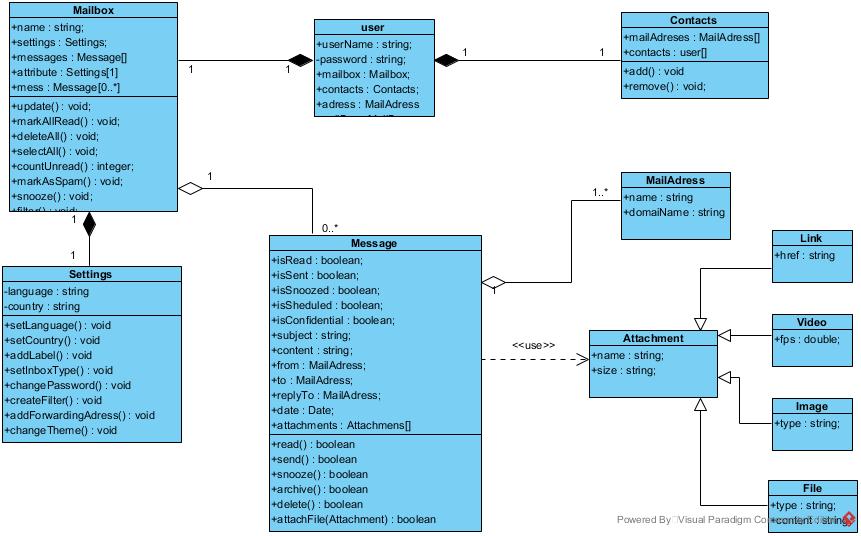 Mailbox
+name : string;
+settings : Settings;
+messages : Message[]
+attribute : Settings[1]
+mess : Message[0..*]
+update() : void;
+markAllRead() : void;
+deleteAll() : void;
+selectAll() : void;
+countUnread() : integer;
+markAsSpam() : void;
+snooze() : void;
+filter() : void;
1
1
user
+userName : string;
-password : string;
+mailbox : Mailbox;
+contacts : Contacts;
+adress : MailAdress
1
1
Contacts
+mailAdreses : MailAdress[]
+contacts : user[]
+add() : void
+remove() : void;
1
0..*
1
1
Settings
-language : string
-country : string
+setLanguage() : void
+setCountry() : void
+addLabel() : void
+setInboxType() : void
+changePassword() : void
+createFilter() : void
+addForwardingAdress() : void
+changeTheme() : void
Message
+isRead : boolean;
+isSent : boolean;
+isSnoozed : boolean;
+isSheduled : boolean;
+isConfidential : boolean;
+subject : string;
+content : string;
+from : MailAdress;
+to : MailAdress;
+replyTo : MailAdress;
+date : Date;
+attachments : Attachmens[]
+read() : boolean
+send() : boolean
+snooze() : boolean
+archive() : boolean
+delete() : boolean
+attachFile(Attachment) : boolean
1
1..*
MailAdress
+name : string
+domaiName : string
<<use>>
Attachment
+name : string;
+size : string;
Link
+href : string
Video
+fps : double;
Image
+type : string;
File
+type : string;
+content : string;
Powered By Visual Paradigm Community Edition